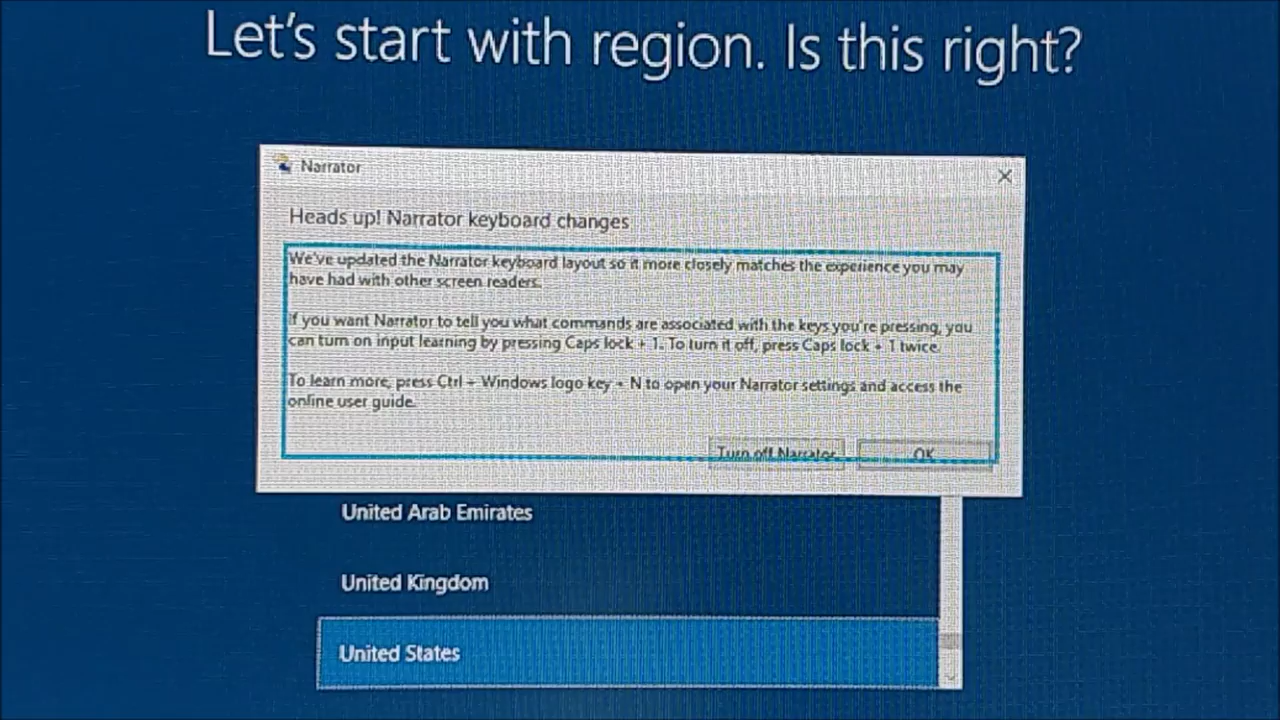 Let's start with region. Is this right?
Narrator
Heads up! Narrator keyboard changes
We've updated the Narrator keyboard layout so it more closely matches the experience you may
have had with other screen readers.
If you want Narrator to tell you what commands are associated with the keys you're pressing, you
can turn on input learning by pressing Caps lock + 1. To turn it off, press Caps lock + 1 twice.
To learn more, press Ctrl + Windows logo key + N to open your Narrator settings and access the
online user guide.
Turn off Narrator
OK
United Arab Emirates
United Kingdom
United States